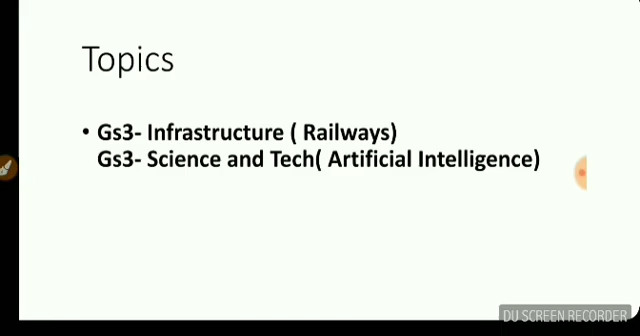 Topics
• Gs3- Infrastructure ( Railways)
Gs3- Science and Tech( Artificial Intelligence)
DU SCREEN RECORDER